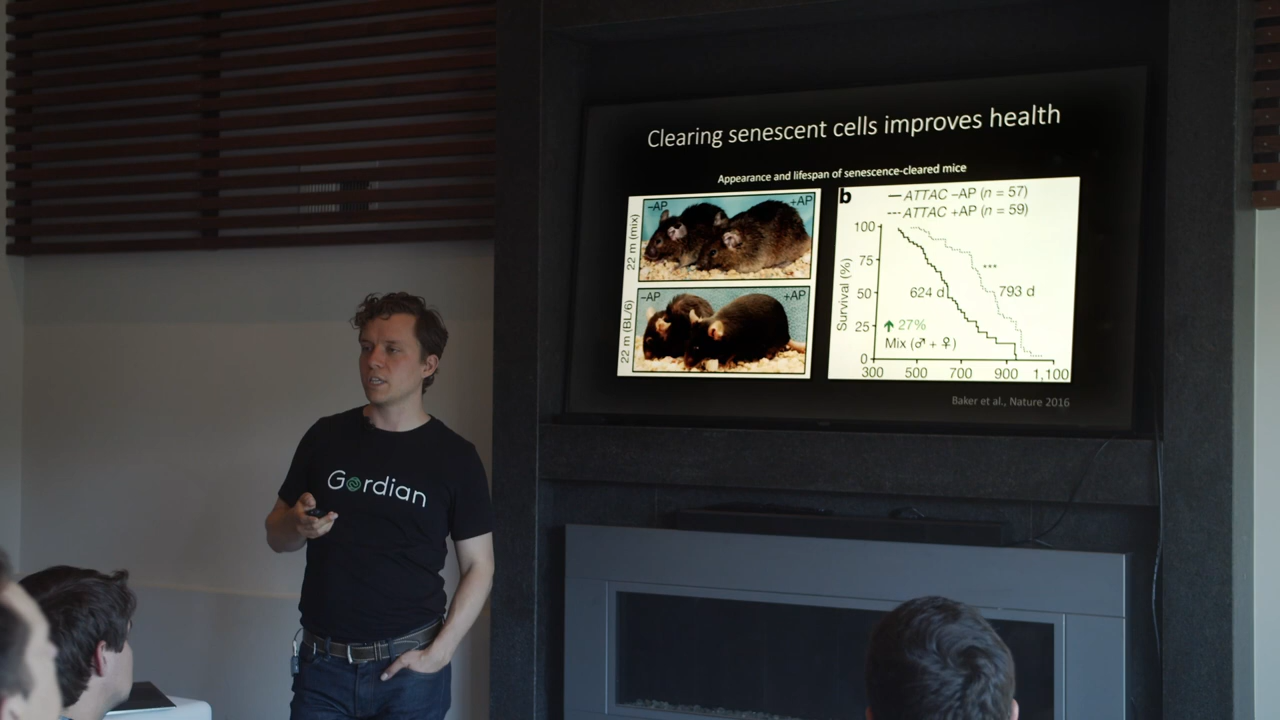 Clearing senescent cells improves health
Appearance and lifespan of senescence-cleared mice
–AP
+AP
22 m (mix)
–AP
+AP
22 m (BL/6)
b
ATTAC –AP (n = 57)
ATTAC +AP (n = 59)
100
75
50
25
0
Survival (%)
***
624 d
793 d
27%
Mix (♂ + ♀)
300 500 700 900 1,100
Baker et al., Nature 2016
Gordian